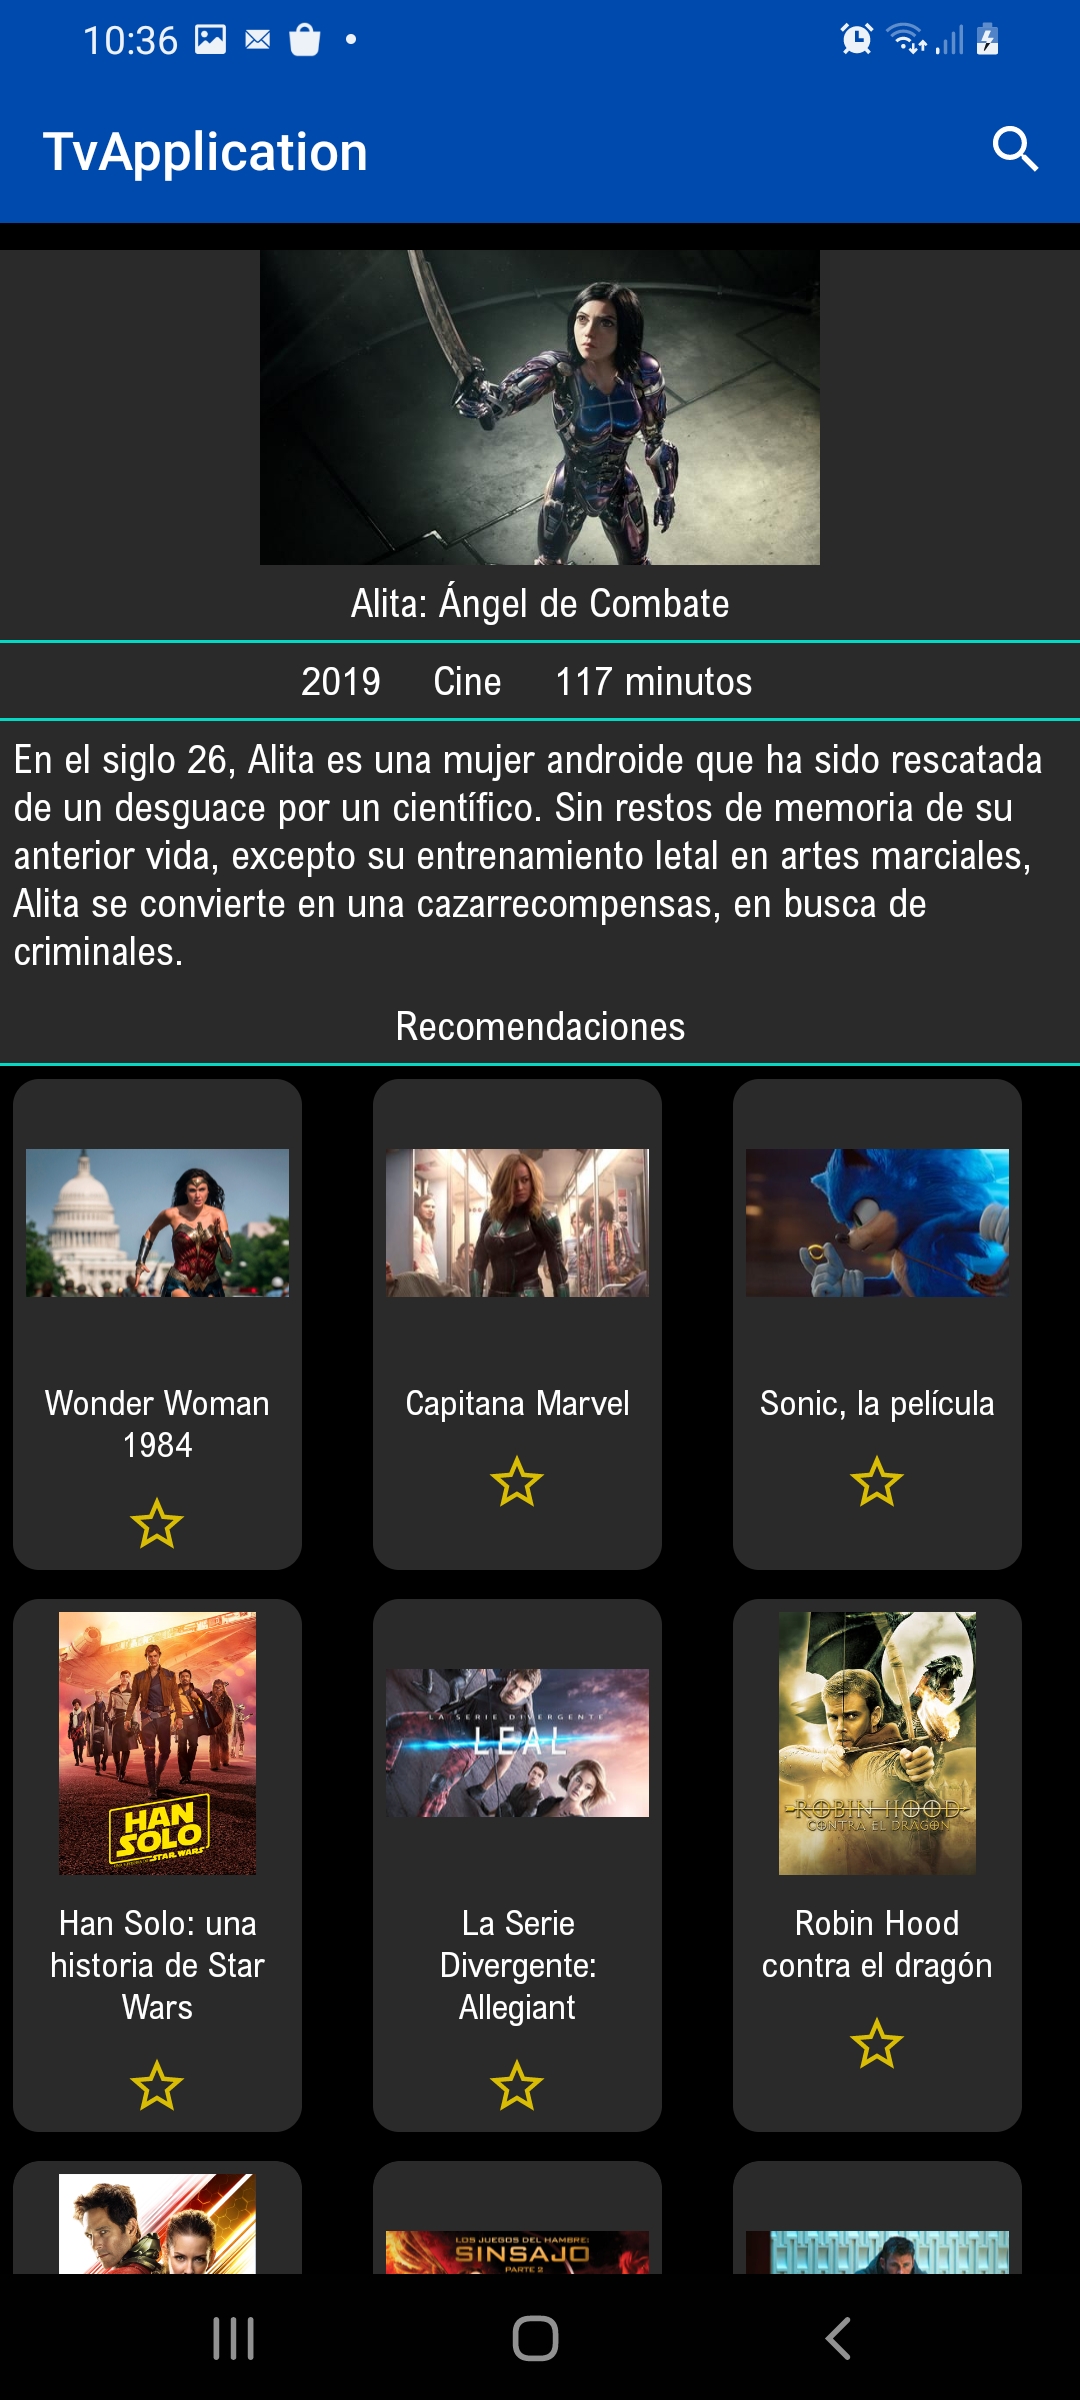 10:36
TvApplication
Alita: Ángel de Combate
2019 Cine 117 minutos
En el siglo 26, Alita es una mujer androide que ha sido rescatada
de un desguace por un científico. Sin restos de memoria de su
anterior vida, excepto su entrenamiento letal en artes marciales,
Alita se convierte en una cazarrecompensas, en busca de
criminales.
Recomendaciones
Wonder Woman
1984
Capitana Marvel
Sonic, la película
HAN
SOLO
STAR WARS
LA SERIE DIVERGENTE
LEAL
ROBIN HOOD
CONTRA EL DRAGÓN
Han Solo: una
historia de Star
Wars
La Serie
Divergente:
Allegiant
Robin Hood
contra el dragón
LOS JUEGOS DEL HAMBRE:
SINSAJO
PARTE 2